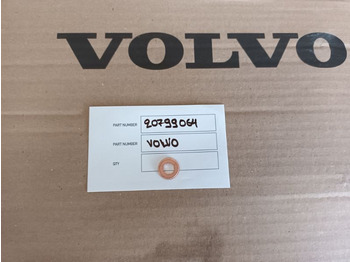 VOLVO
PART NUMBER 20799064
PART NUMBER VOLVO
QTY